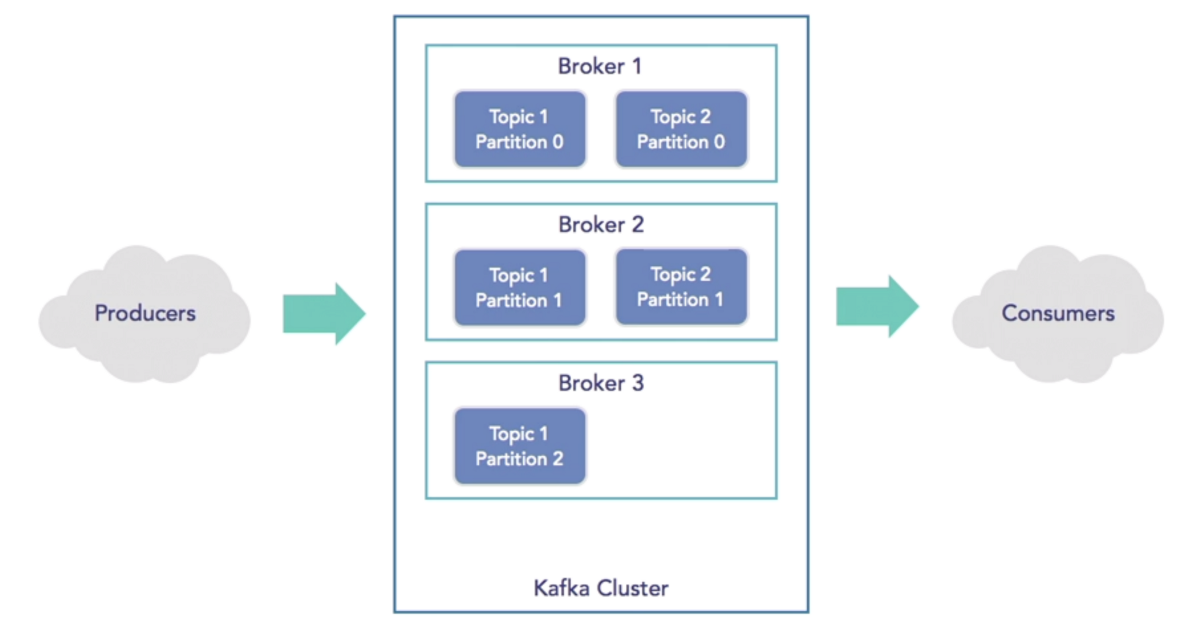 Broker 1
Topic 1
Partition 0
Topic 2
Partition 0
Broker 2
Topic 1
Partition 1
Topic 2
Partition 1
Producers
Consumers
Broker 3
Topic 1
Partition 2
Kafka Cluster